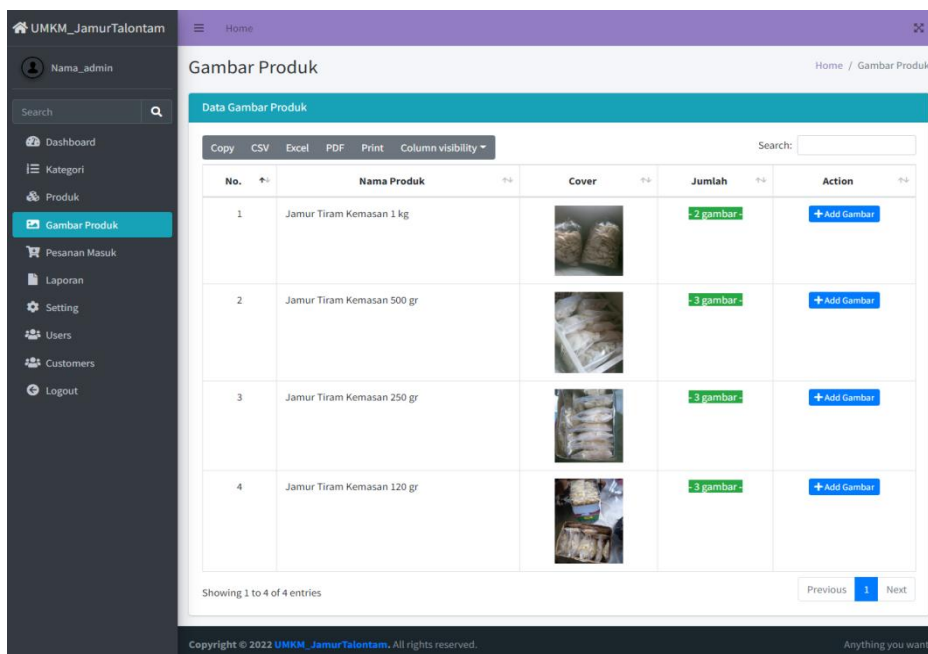 UMKM_JamurTalontam
Home
Nama_admin
Gambar Produk
Home / Gambar Produk
Search
Data Gambar Produk
Dashboard
Copy CSV Excel PDF Print Column visibility
Search:
Kategori
No. Nama Produk Cover Jumlah Action
Produk
Gambar Produk
1 Jamur Tiram Kemasan 1 kg - 2 gambar - Add Gambar
Pesanan Masuk
Laporan
Setting
2 Jamur Tiram Kemasan 500 gr - 3 gambar - Add Gambar
Users
Customers
Logout
3 Jamur Tiram Kemasan 250 gr - 3 gambar - Add Gambar
4 Jamur Tiram Kemasan 120 gr - 3 gambar - Add Gambar
Showing 1 to 4 of 4 entries
Previous 1 Next
Copyright © 2022 UMKM_JamurTalontam. All rights reserved.
Anything you want